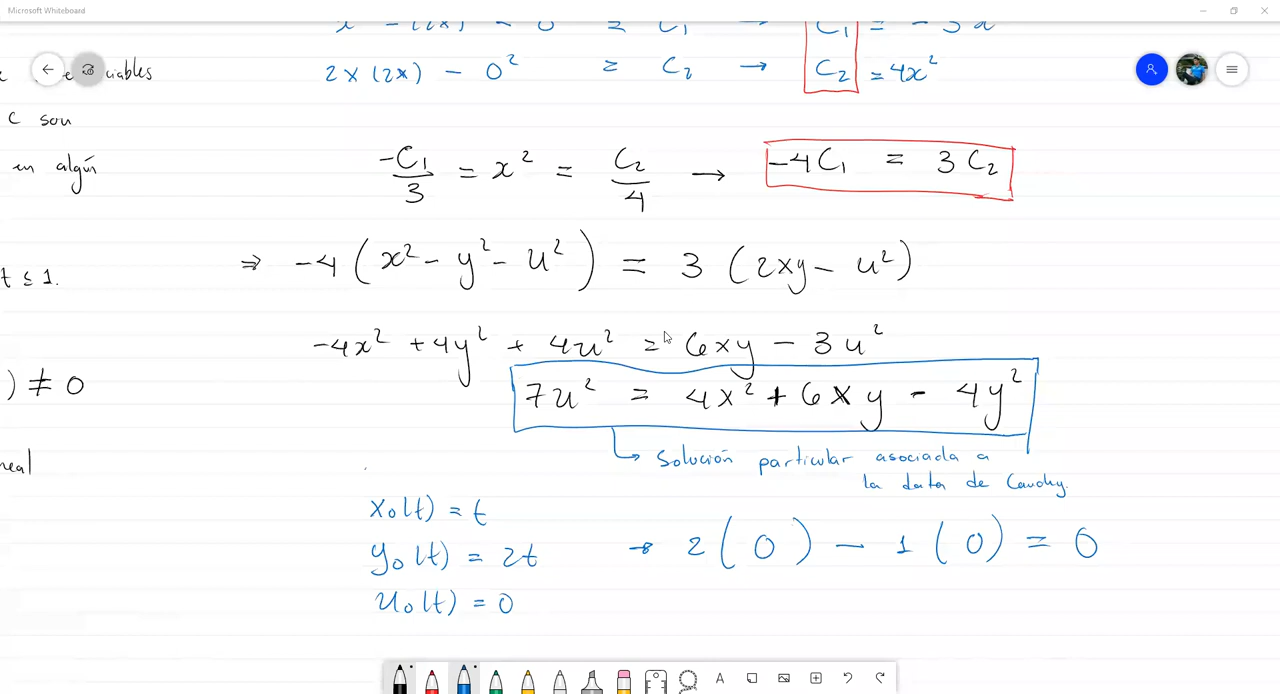 Microsoft Whiteboard
C₁ = -3x²
2x(2x) - 0² = C₂ → C₂ = 4x²
C son
en algún
-C₁/3 = x² = C₂/4 → -4C₁ = 3C₂
⇒ -4(x² - y² - u²) = 3(2xy - u²)
t ≤ 1.
-4x² + 4y² + 4u² = 6xy - 3u²
) ≠ 0
7u² = 4x² + 6xy - 4y²
Solución particular asociada a
la data de Cauchy.
x₀(t) = t
y₀(t) = 2t → 2(0) - 1(0) = 0
u₀(t) = 0
A